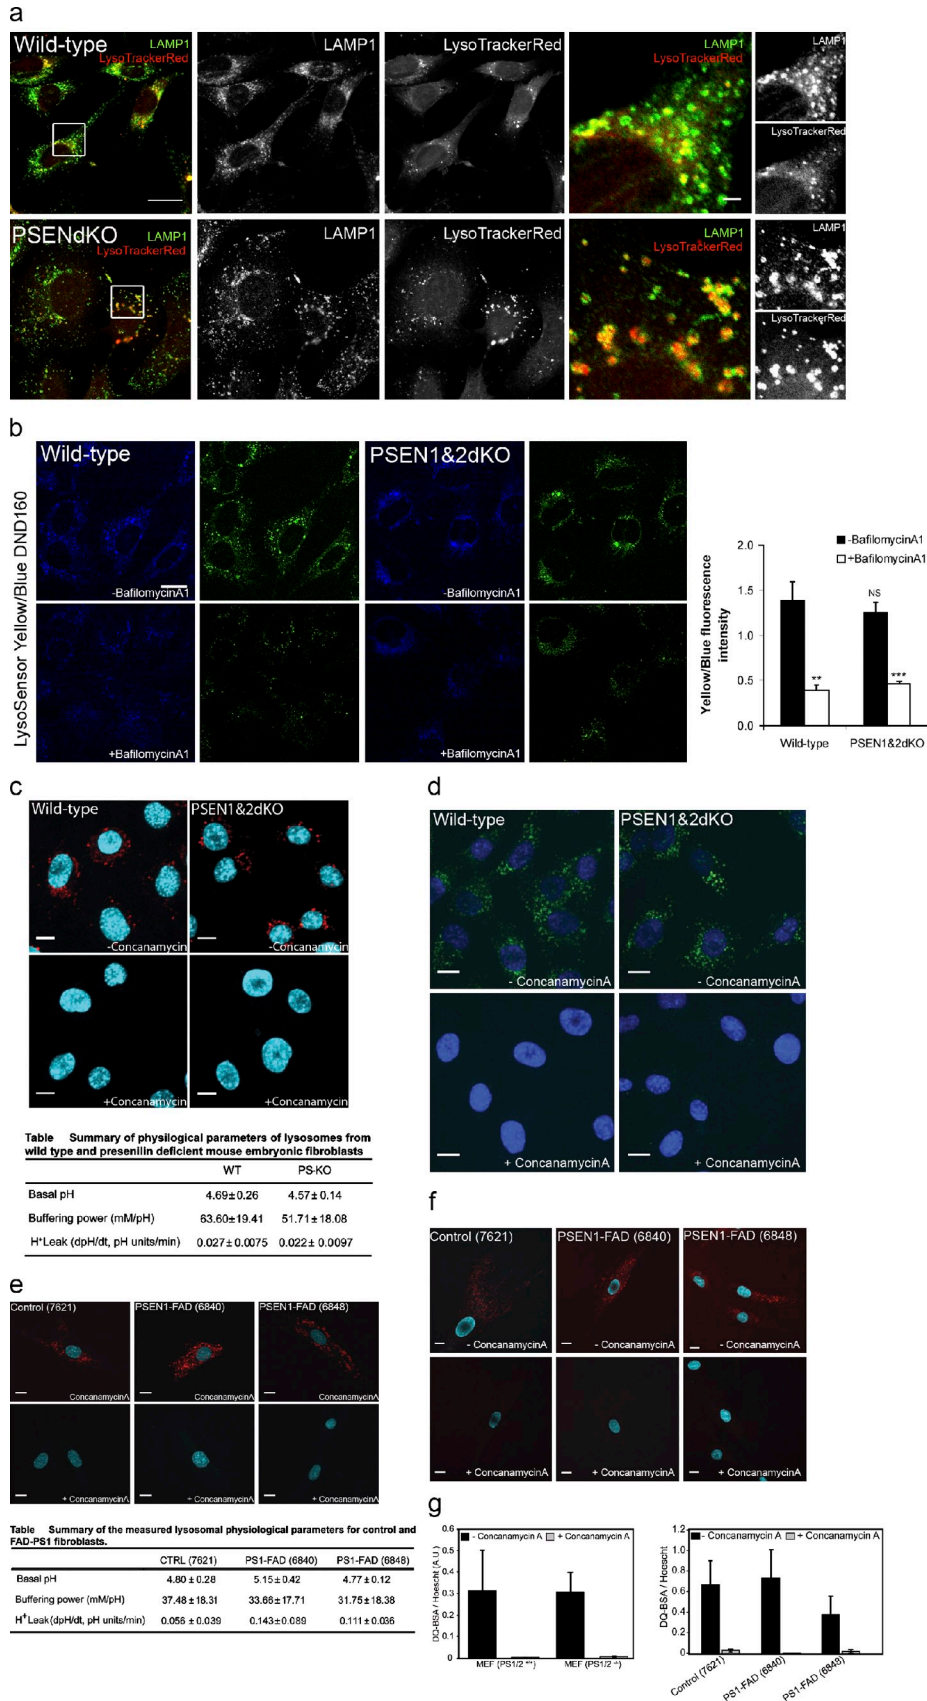 a
Wild-type
LAMP1
LysoTrackerRed
LAMP1
LysoTrackerRed
LAMP1
LysoTrackerRed
LAMP1
LysoTrackerRed
PSENdKO
LAMP1
LysoTrackerRed
LAMP1
LysoTrackerRed
LAMP1
LysoTrackerRed
LAMP1
LysoTrackerRed
b
LysoSensor Yellow/Blue DND160
Wild-type
PSEN1&2dKO
-BafilomycinA1
-BafilomycinA1
+BafilomycinA1
+BafilomycinA1
-BafilomycinA1
+BafilomycinA1
Yellow/Blue fluorescence
intensity
2.0
1.5
1.0
0.5
0.0
NS
**
***
Wild-type
PSEN1&2dKO
c
Wild-type
PSEN1&2dKO
-Concanamycin
-Concanamycin
+Concanamycin
+Concanamycin
Table Summary of physilogical parameters of lysosomes from
wild type and presenilin deficient mouse embryonic fibroblasts
WT PS-KO
Basal pH 4.69±0.26 4.57±0.14
Buffering power (mM/pH) 63.60±19.41 51.71±18.08
H⁺Leak (dpH/dt, pH units/min) 0.027±0.0075 0.022±0.0097
d
Wild-type
PSEN1&2dKO
- ConcanamycinA
- ConcanamycinA
+ ConcanamycinA
+ ConcanamycinA
e
Control (7621)
PSEN1-FAD (6840)
PSEN1-FAD (6848)
ConcanamycinA
ConcanamycinA
ConcanamycinA
+ ConcanamycinA
+ ConcanamycinA
+ ConcanamycinA
Table Summary of the measured lysosomal physiological parameters for control and
FAD-PS1 fibroblasts.
CTRL (7621) PS1-FAD (6840) PS1-FAD (6848)
Basal pH 4.80 ± 0.28 5.15 ± 0.42 4.77 ± 0.12
Buffering power (mM/pH) 37.48 ± 18.31 33.66 ± 17.71 31.75 ± 18.38
H⁺Leak (dpH/dt, pH units/min) 0.056 ± 0.039 0.143 ± 0.089 0.111 ± 0.036
f
Control (7621)
PSEN1-FAD (6840)
PSEN1-FAD (6848)
- ConcanamycinA
- ConcanamycinA
- ConcanamycinA
+ ConcanamycinA
+ ConcanamycinA
+ ConcanamycinA
g
- Concanamycin A + Concanamycin A
DQ-BSA / Hoescht (A.U.)
0.6
0.5
0.4
0.3
0.2
0.1
0
MEF (PS1/2 +/+)
MEF (PS1/2 -/-)
- Concanamycin A + Concanamycin A
DQ-BSA / Hoescht
1.2
1.0
0.8
0.6
0.4
0.2
0
Control (7621)
PS1-FAD (6840)
PS1-FAD (6848)